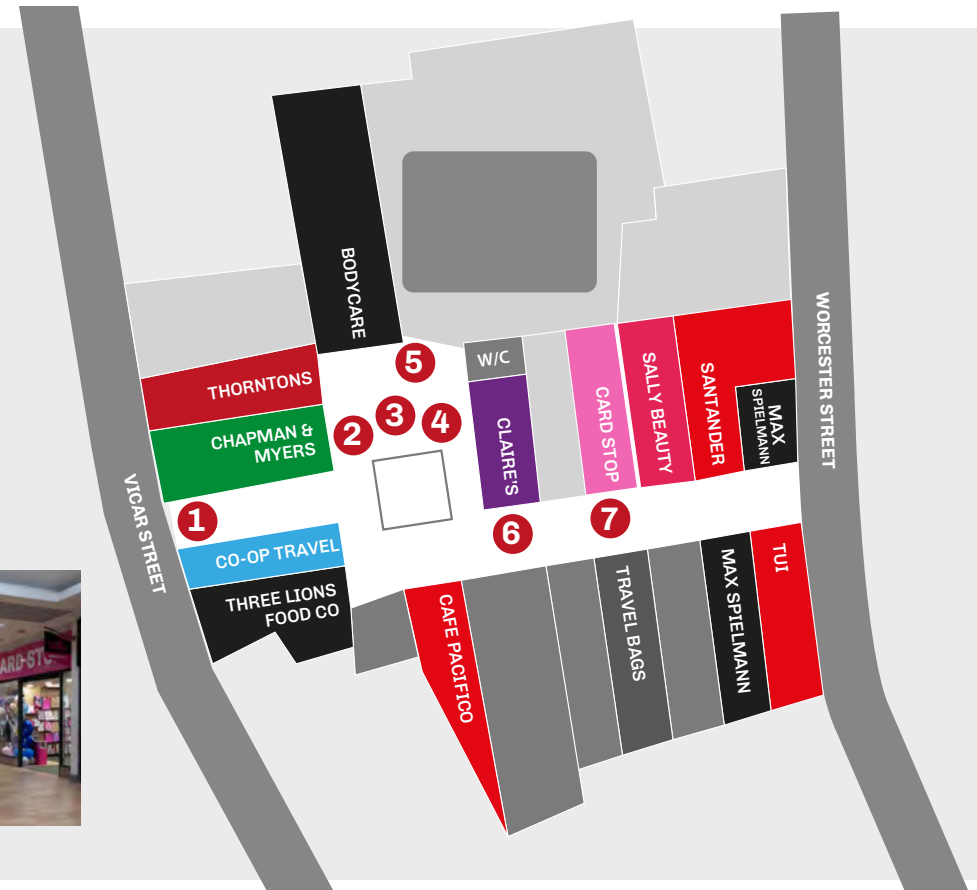 BODYCARE
THORNTONS
CHAPMAN &
MYERS
5
3
2
4
W/C
CLAIRE'S
CARD STOP
SALLY BEAUTY
SANTANDER
MAX
SPIELMANN
WORCESTER STREET
VICAR STREET
1
6
7
CO-OP TRAVEL
THREE LIONS
FOOD CO
CAFE PACIFICO
TRAVEL BAGS
MAX SPIELMANN
TUI